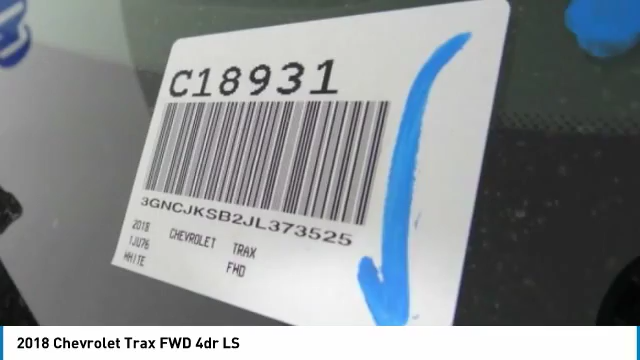 C18931
3GNCJKSB2JL373525
2018 CHEVROLET TRAX
1JU76 FWD
WHITE
2018 Chevrolet Trax FWD 4dr LS